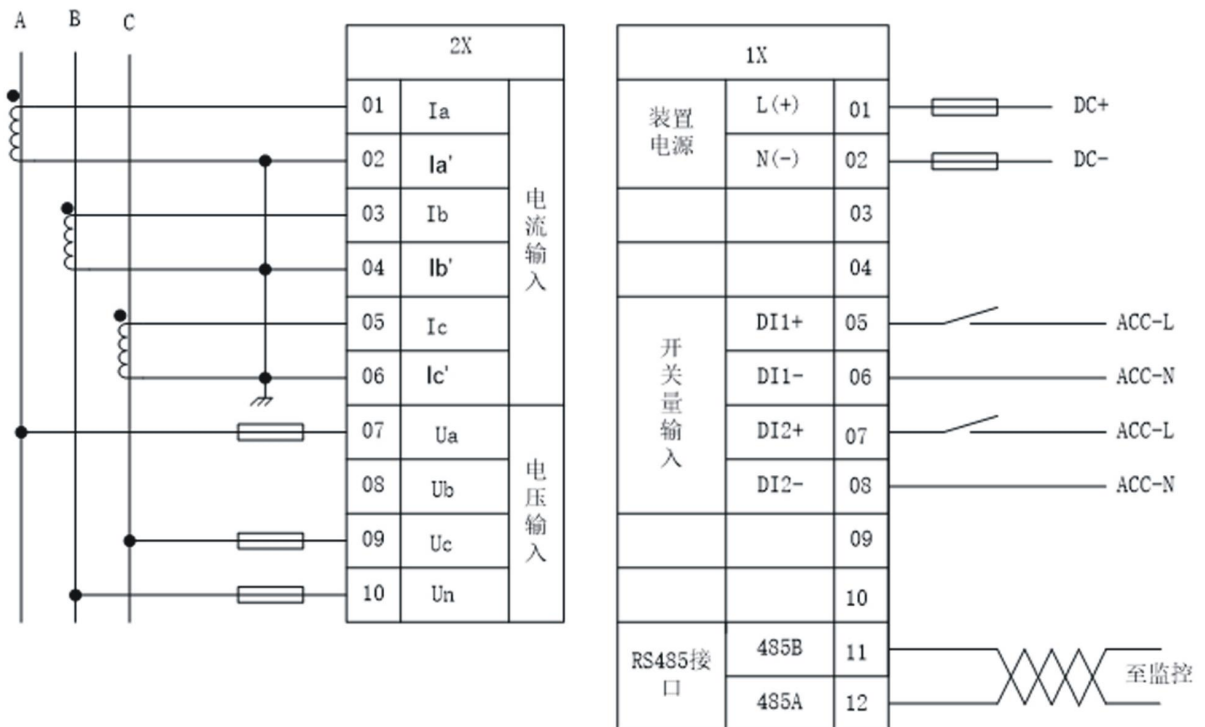 A B C
2X
01 Ia
02 Ia'
03 Ib
04 Ib'
05 Ic
06 Ic'
电流输入
07 Ua
08 Ub
09 Uc
10 Un
电压输入
1X
装置
电源
L(+) 01 DC+
N(-) 02 DC-
03
04
开关量输入
DI1+ 05 ACC-L
DI1- 06 ACC-N
DI2+ 07 ACC-L
DI2- 08 ACC-N
09
10
RS485接
口
485B 11
485A 12
至监控